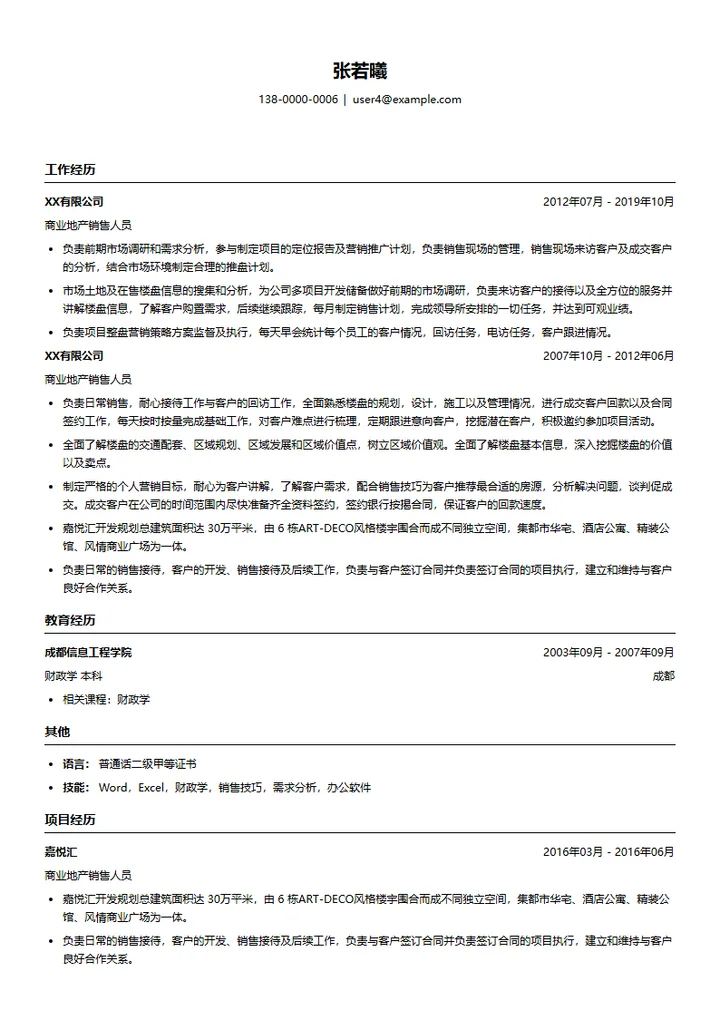 张若曦
138-0000-0006 | user4@example.com
工作经历
XX有限公司 2012年07月 - 2019年10月
商业地产销售人员
• 负责前期市场调研和需求分析，参与制定项目的定位报告及营销推广计划，负责销售现场的管理，销售现场来访客户及成交客户
的分析，结合市场环境制定合理的推盘计划。
• 市场土地及在售楼盘信息的搜集和分析，为公司多项目开发储备做好前期的市场调研，负责来访客户的接待以及全方位的服务并
讲解楼盘信息，了解客户购置需求，后续继续跟踪，每月制定销售计划，完成领导所安排的一切任务，并达到可观业绩。
• 负责项目整盘营销策略方案监督及执行，每天早会统计每个员工的客户情况，回访任务，电访任务，客户跟进情况。
XX有限公司 2007年10月 - 2012年06月
商业地产销售人员
• 负责日常销售，耐心接待工作与客户的回访工作，全面熟悉楼盘的规划，设计，施工以及管理情况，进行成交客户回款以及合同
签约工作，每天按时按量完成基础工作，对客户难点进行梳理，定期跟进意向客户，挖掘潜在客户，积极邀约参加项目活动。
• 全面了解楼盘的交通配套、区域规划、区域发展和区域价值点，树立区域价值观。全面了解楼盘基本信息，深入挖掘楼盘的价值
以及卖点。
• 制定严格的个人营销目标，耐心为客户讲解，了解客户需求，配合销售技巧为客户推荐最合适的房源，分析解决问题，谈判促成
交。成交客户在公司的时间范围内尽快准备齐全资料签约，签约银行按揭合同，保证客户的回款速度。
• 嘉悦汇开发规划总建筑面积达 30万平米，由 6 栋ART-DECO风格楼宇围合而成不同独立空间，集都市华宅、酒店公寓、精装公
馆、风情商业广场为一体。
• 负责日常的销售接待，客户的开发、销售接待及后续工作，负责与客户签订合同并负责签订合同的项目执行，建立和维持与客户
良好合作关系。
教育经历
成都信息工程学院 2003年09月 - 2007年09月
财政学 本科 成都
• 相关课程：财政学
其他
• 语言： 普通话二级甲等证书
• 技能： Word，Excel，财政学，销售技巧，需求分析，办公软件
项目经历
嘉悦汇 2016年03月 - 2016年06月
商业地产销售人员
• 嘉悦汇开发规划总建筑面积达 30万平米，由 6 栋ART-DECO风格楼宇围合而成不同独立空间，集都市华宅、酒店公寓、精装公
馆、风情商业广场为一体。
• 负责日常的销售接待，客户的开发、销售接待及后续工作，负责与客户签订合同并负责签订合同的项目执行，建立和维持与客户
良好合作关系。